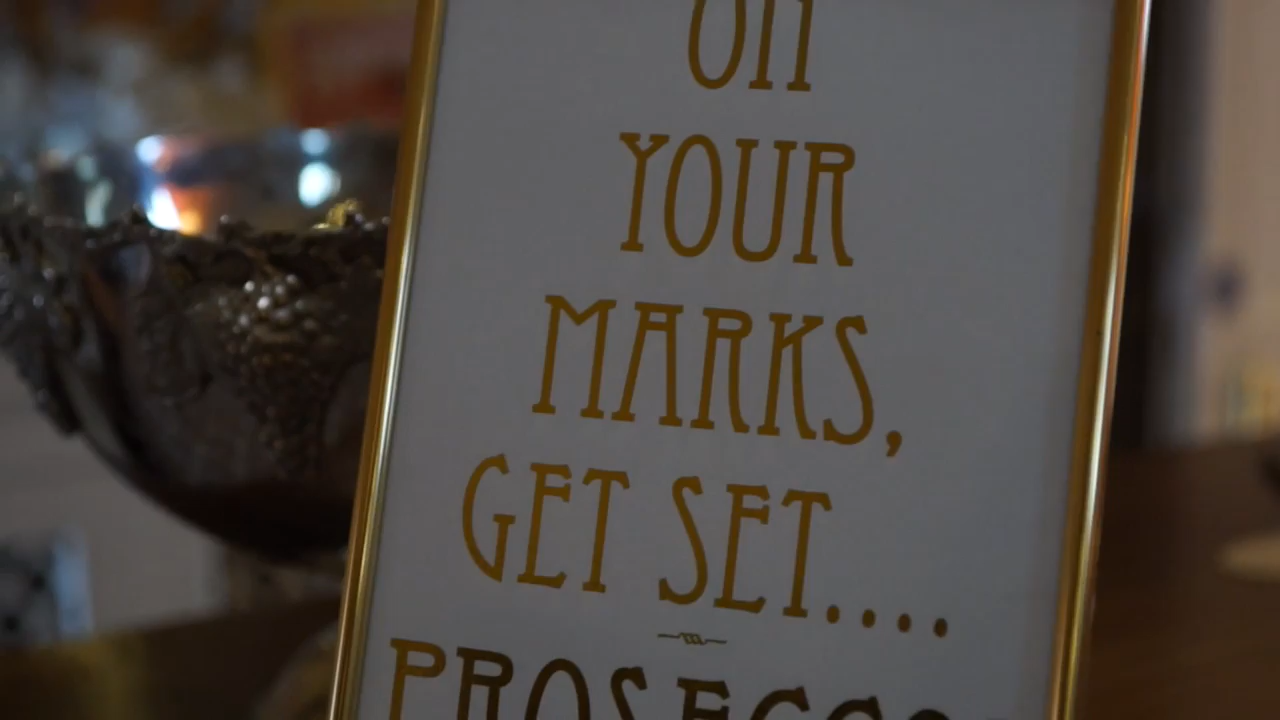 ON
YOUR
MARKS,
GET SET....
PROSECCO